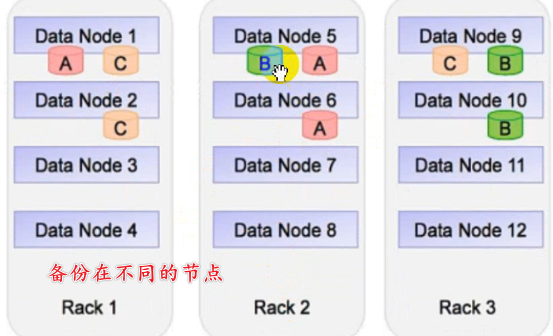 Data Node 1
A C
Data Node 2
C
Data Node 3
Data Node 4
备份在不同的节点
Rack 1
Data Node 5
B A
Data Node 6
A
Data Node 7
Data Node 8
Rack 2
Data Node 9
C B
Data Node 10
B
Data Node 11
Data Node 12
Rack 3